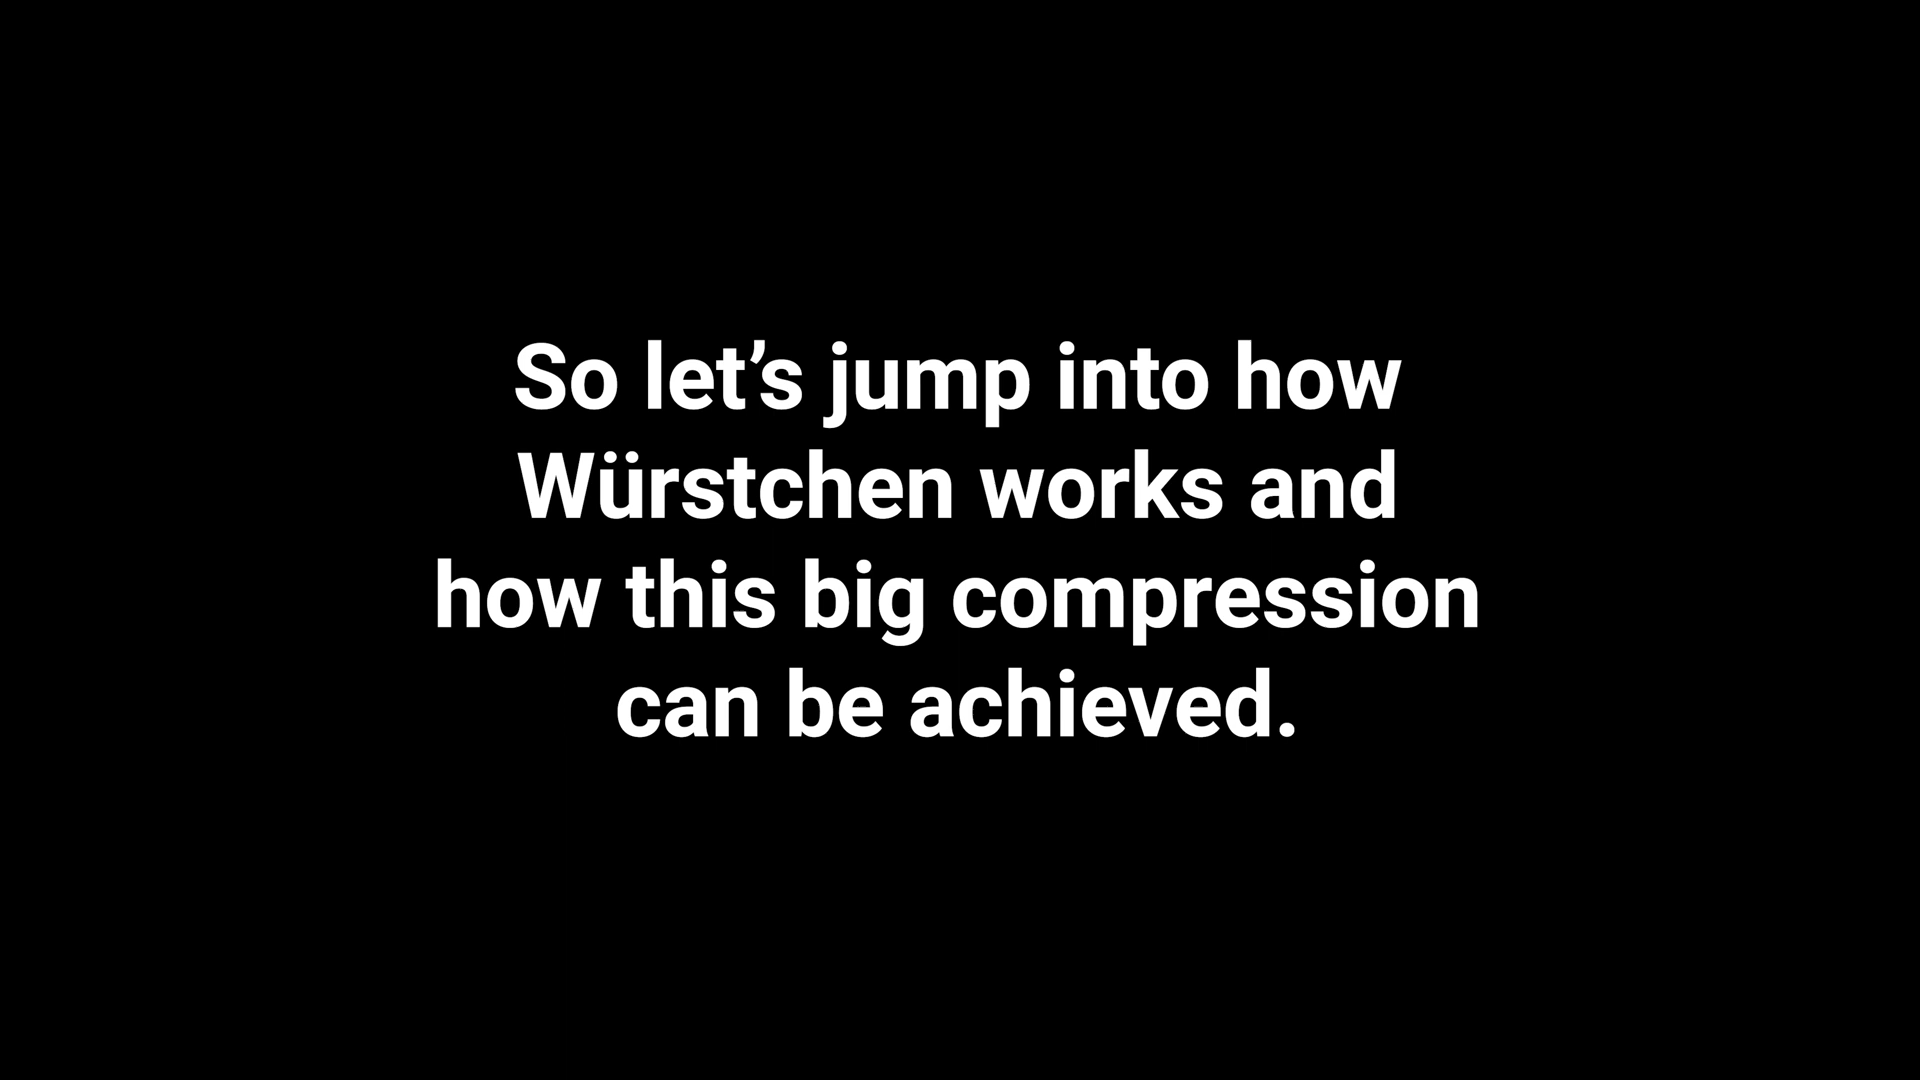 So let’s jump into how
Würstchen works and
how this big compression
can be achieved.